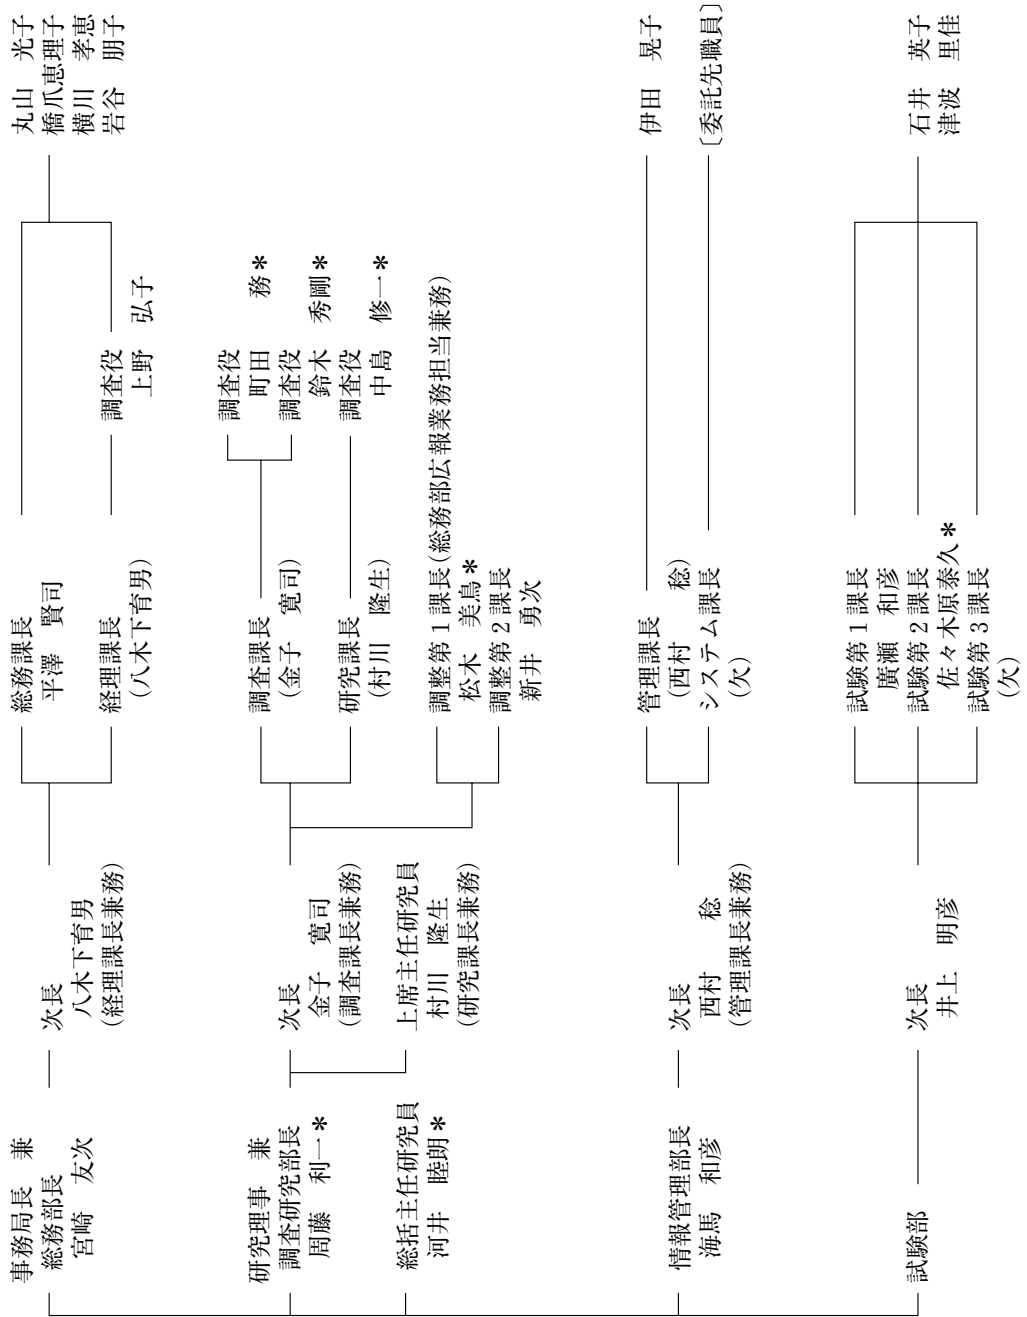 事務局長 兼
総務部長
宮崎 友次
次長
八木下育男
(経理課長兼務)
総務課長
平澤 賢司
経理課長
(八木下育男)
調査役
上野 弘子
丸山 光子
橋爪恵理子
横川 孝恵
岩谷 朋子
研究理事 兼
調査研究部長
周藤 利一*
次長
金子 寛司
(調査課長兼務)
調査課長
(金子 寛司)
調査役
町田 務*
調査役
鈴木 秀剛*
総括主任研究員
河井 睦朗*
上席主任研究員
村川 隆生
(研究課長兼務)
研究課長
(村川 隆生)
調査役
中島 修一*
調整第1課長(総務部広報業務担当兼務)
松木 美鳥*
調整第2課長
新井 勇次
情報管理部長
海馬 和彦
次長
西村 稔
(管理課長兼務)
管理課長
(西村 稔)
伊田 晃子
システム課長
(欠)
〔委託先職員〕
試験部
次長
井上 明彦
試験第1課長
廣瀬 和彦
試験第2課長
佐々木原泰久*
試験第3課長
(欠)
石井 英子
津波 里佳